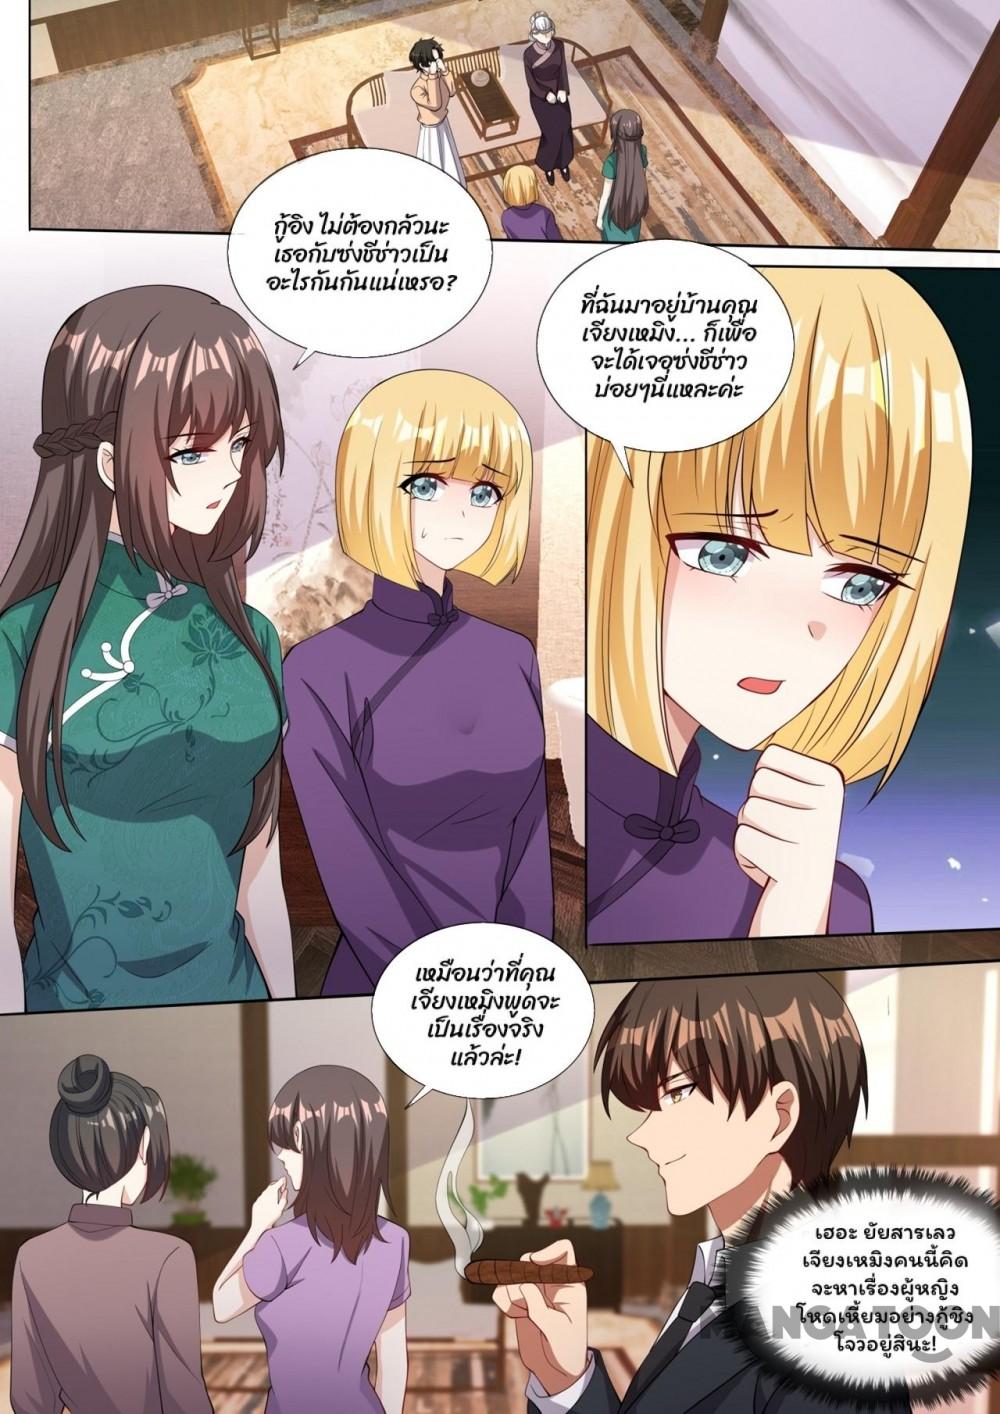 กู้อิง ไม่ต้องกลัวนะ
เธอกับซ่งชีช่าวเป็น
อะไรกันกันแน่เหรอ?
ที่ฉันมาอยู่บ้านคุณ
เจียงเหมิง... ก็เพื่อ
จะได้เจอซ่งชีช่าว
บ่อยๆนี่แหละค่ะ
เหมือนว่าที่คุณ
เจียงเหมิงพูดจะ
เป็นเรื่องจริง
แล้วล่ะ!
เฮอะ ยัยสารเลว
เจียงเหมิงคนนี้คิด
จะหาเรื่องผู้หญิง
โหดเหี้ยมอย่างกู้ชิง
โจวอยู่สินะ!
MANGATOON